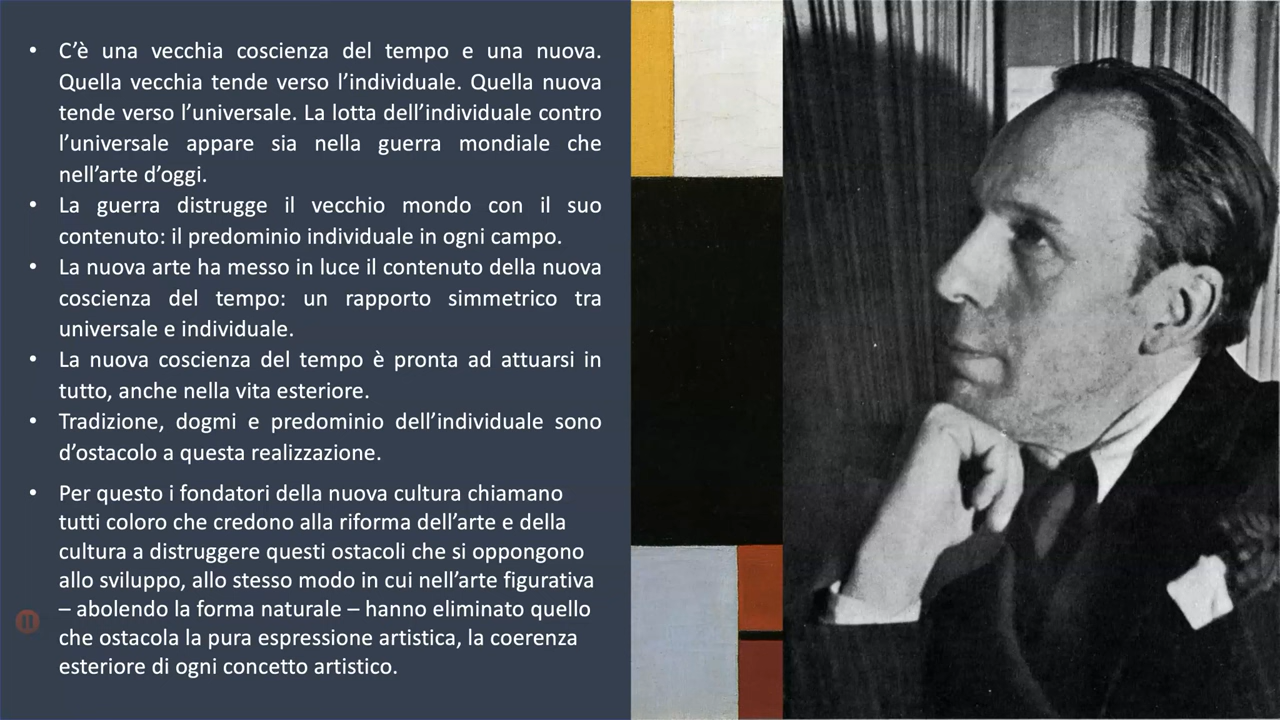 • C’è una vecchia coscienza del tempo e una nuova.
Quella vecchia tende verso l’individuale. Quella nuova
tende verso l’universale. La lotta dell’individuale contro
l’universale appare sia nella guerra mondiale che
nell’arte d’oggi.
• La guerra distrugge il vecchio mondo con il suo
contenuto: il predominio individuale in ogni campo.
• La nuova arte ha messo in luce il contenuto della nuova
coscienza del tempo: un rapporto simmetrico tra
universale e individuale.
• La nuova coscienza del tempo è pronta ad attuarsi in
tutto, anche nella vita esteriore.
• Tradizione, dogmi e predominio dell’individuale sono
d’ostacolo a questa realizzazione.
• Per questo i fondatori della nuova cultura chiamano
tutti coloro che credono alla riforma dell’arte e della
cultura a distruggere questi ostacoli che si oppongono
allo sviluppo, allo stesso modo in cui nell’arte figurativa
– abolendo la forma naturale – hanno eliminato quello
che ostacola la pura espressione artistica, la coerenza
esteriore di ogni concetto artistico.